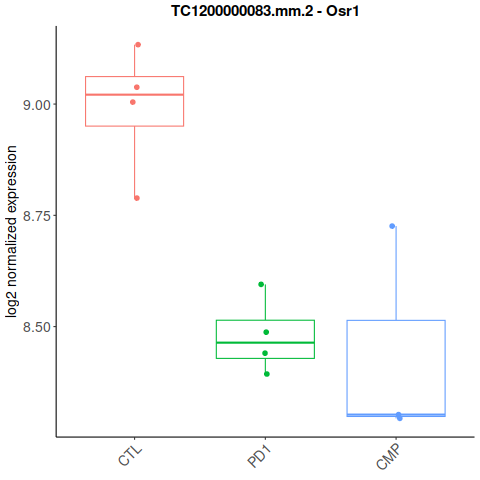 TC1200000083.mm.2 - Osr1
log2 normalized expression
9.00
8.75
8.50
CTL
PD1
CMP